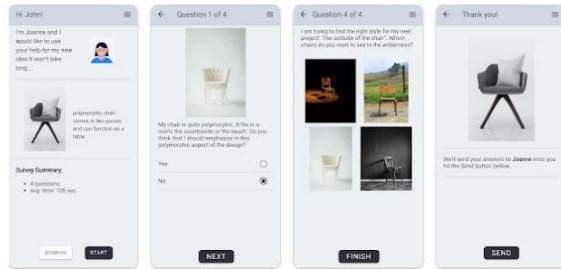 Hi John!
I'm Joanne and I
would like to use
your help for my new
idea It won't take
long ...
polymorphic chair.
comes in two pieces
and can function as a
table
Survey Summary:
4 questions
avg. time: 126 sec
DISMISS
START
Question 1 of 4
My chair is quite polymorphic. It fits in a
room, the countryside or the beach. Do you
think that I should emphasize in this
polymorphic aspect of the design?
Yes
No
NEXT
Question 4 of 4
I am trying to find the right style for my next
project "The solitude of the chair". Which
chairs do you want to see in the wilderness?
FINISH
Thank you!
We'll send your answers to Joanne once you
hit the Send button bellow.
SEND